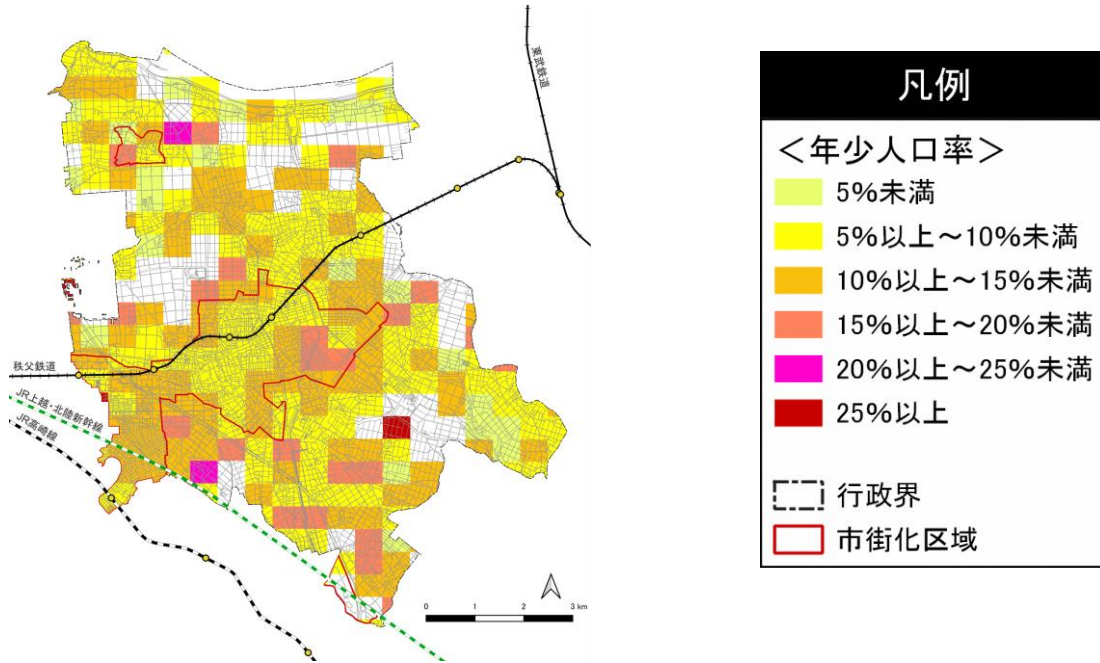 東武鉄道
秩父鉄道
JR上越・北陸新幹線
JR高崎線
0 1 2 3 km
凡例
＜年少人口率＞
5%未満
5%以上～10%未満
10%以上～15%未満
15%以上～20%未満
20%以上～25%未満
25%以上
行政界
市街化区域